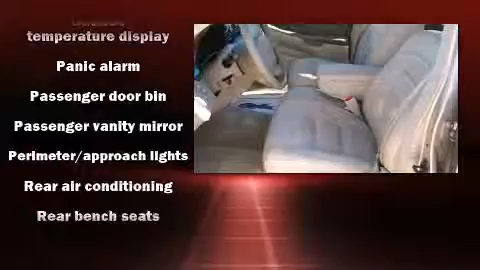 temperature display
Panic alarm
Passenger door bin
Passenger vanity mirror
Perimeter/approach lights
Rear air conditioning
Rear bench seats